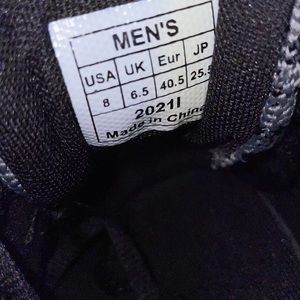 MEN'S
USA UK Eur JP
8 6.5 40.5 25.5
2021I
Made in China